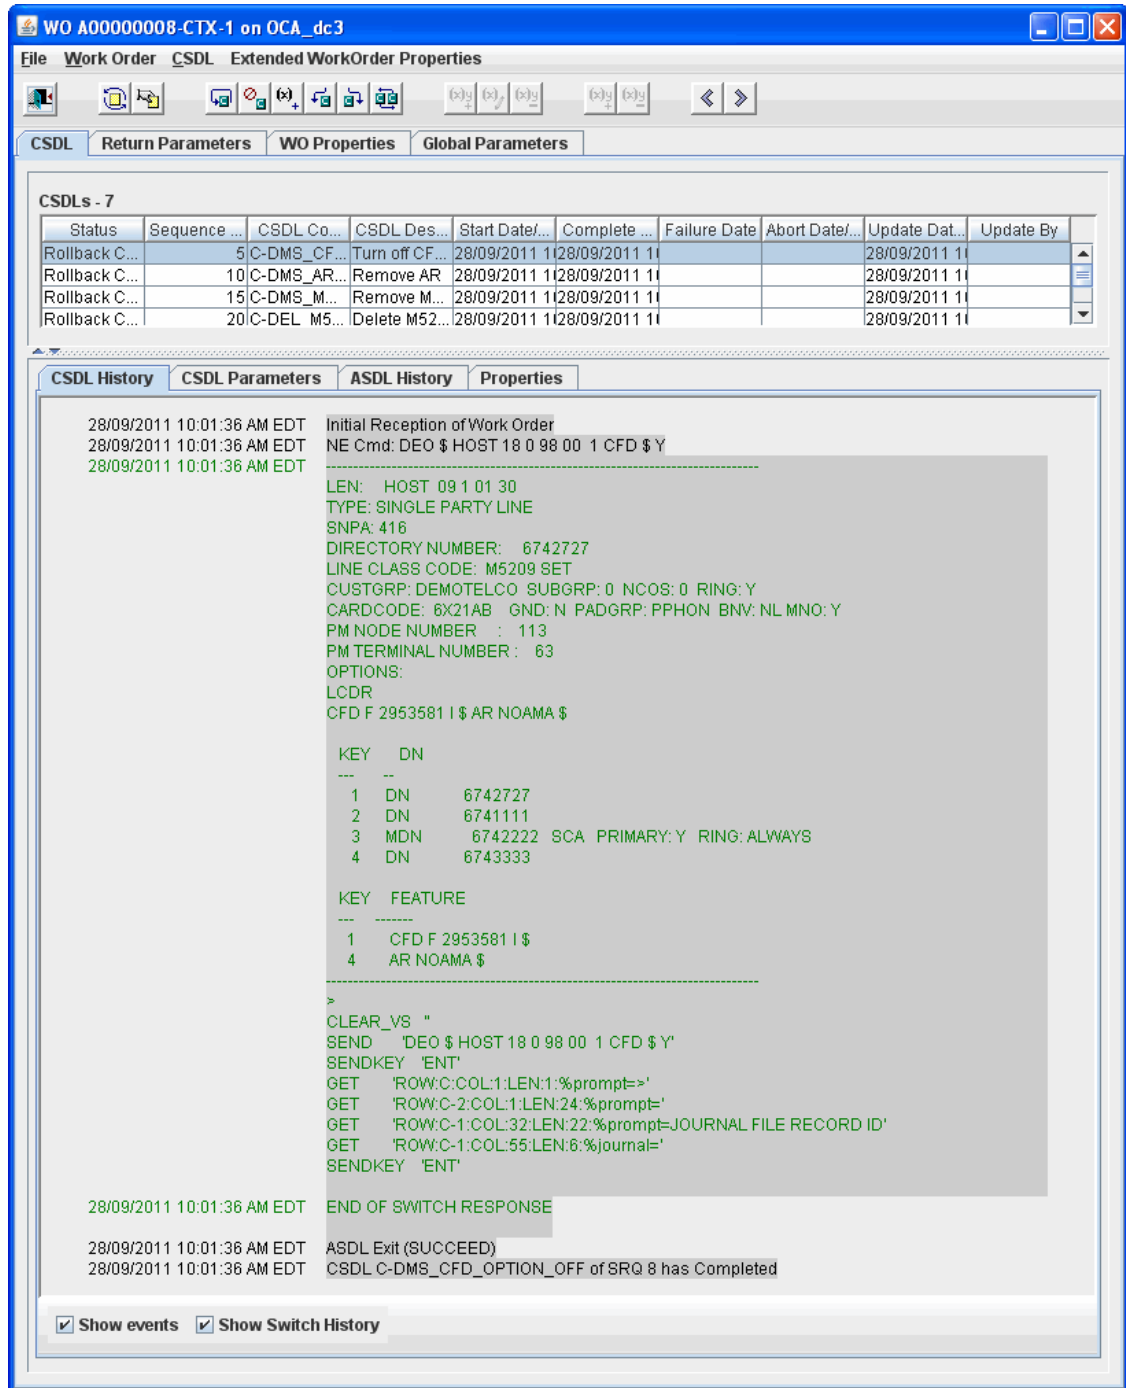 WO A00000008-CTX-1 on OCA_dc3
File Work Order CSDL Extended WorkOrder Properties
CSDL Return Parameters WO Properties Global Parameters
CSDLs - 7
Status Sequence ... CSDL Co... CSDL Des... Start Date/... Complete ... Failure Date Abort Date/... Update Dat... Update By
Rollback C... 5 C-DMS_CF... Turn off CF... 28/09/2011 1 28/09/2011 1 28/09/2011 1
Rollback C... 10 C-DMS_AR... Remove AR 28/09/2011 1 28/09/2011 1 28/09/2011 1
Rollback C... 15 C-DMS_M... Remove M... 28/09/2011 1 28/09/2011 1 28/09/2011 1
Rollback C... 20 C-DEL_M5... Delete M52... 28/09/2011 1 28/09/2011 1 28/09/2011 1
CSDL History CSDL Parameters ASDL History Properties
28/09/2011 10:01:36 AM EDT Initial Reception of Work Order
28/09/2011 10:01:36 AM EDT NE Cmd: DEO $ HOST 18 0 98 00 1 CFD $ Y
28/09/2011 10:01:36 AM EDT --------------------------------------------------------------------------------
LEN: HOST 09 1 01 30
TYPE: SINGLE PARTY LINE
SNPA: 416
DIRECTORY NUMBER: 6742727
LINE CLASS CODE: M5209 SET
CUSTGRP: DEMOTELCO SUBGRP: 0 NCOS: 0 RING: Y
CARDCODE: 6X21AB GND: N PADGRP: PPHON BNV: NL MNO: Y
PM NODE NUMBER : 113
PM TERMINAL NUMBER : 63
OPTIONS:
LCDR
CFD F 2953581 I $ AR NOAMA $
KEY DN
--- --
1 DN 6742727
2 DN 6741111
3 MDN 6742222 SCA PRIMARY: Y RING: ALWAYS
4 DN 6743333
KEY FEATURE
--- -------
1 CFD F 2953581 I $
4 AR NOAMA $
--------------------------------------------------------------------------------
>
CLEAR_VS ''
SEND 'DEO $ HOST 18 0 98 00 1 CFD $ Y'
SENDKEY 'ENT'
GET 'ROW:C:COL:1:LEN:1:%prompt=>'
GET 'ROW:C-2:COL:1:LEN:24:%prompt='
GET 'ROW:C-1:COL:32:LEN:22:%prompt=JOURNAL FILE RECORD ID'
GET 'ROW:C-1:COL:55:LEN:6:%journal='
SENDKEY 'ENT'
28/09/2011 10:01:36 AM EDT END OF SWITCH RESPONSE
28/09/2011 10:01:36 AM EDT ASDL Exit (SUCCEED)
28/09/2011 10:01:36 AM EDT CSDL C-DMS_CFD_OPTION_OFF of SRQ 8 has Completed
Show events Show Switch History